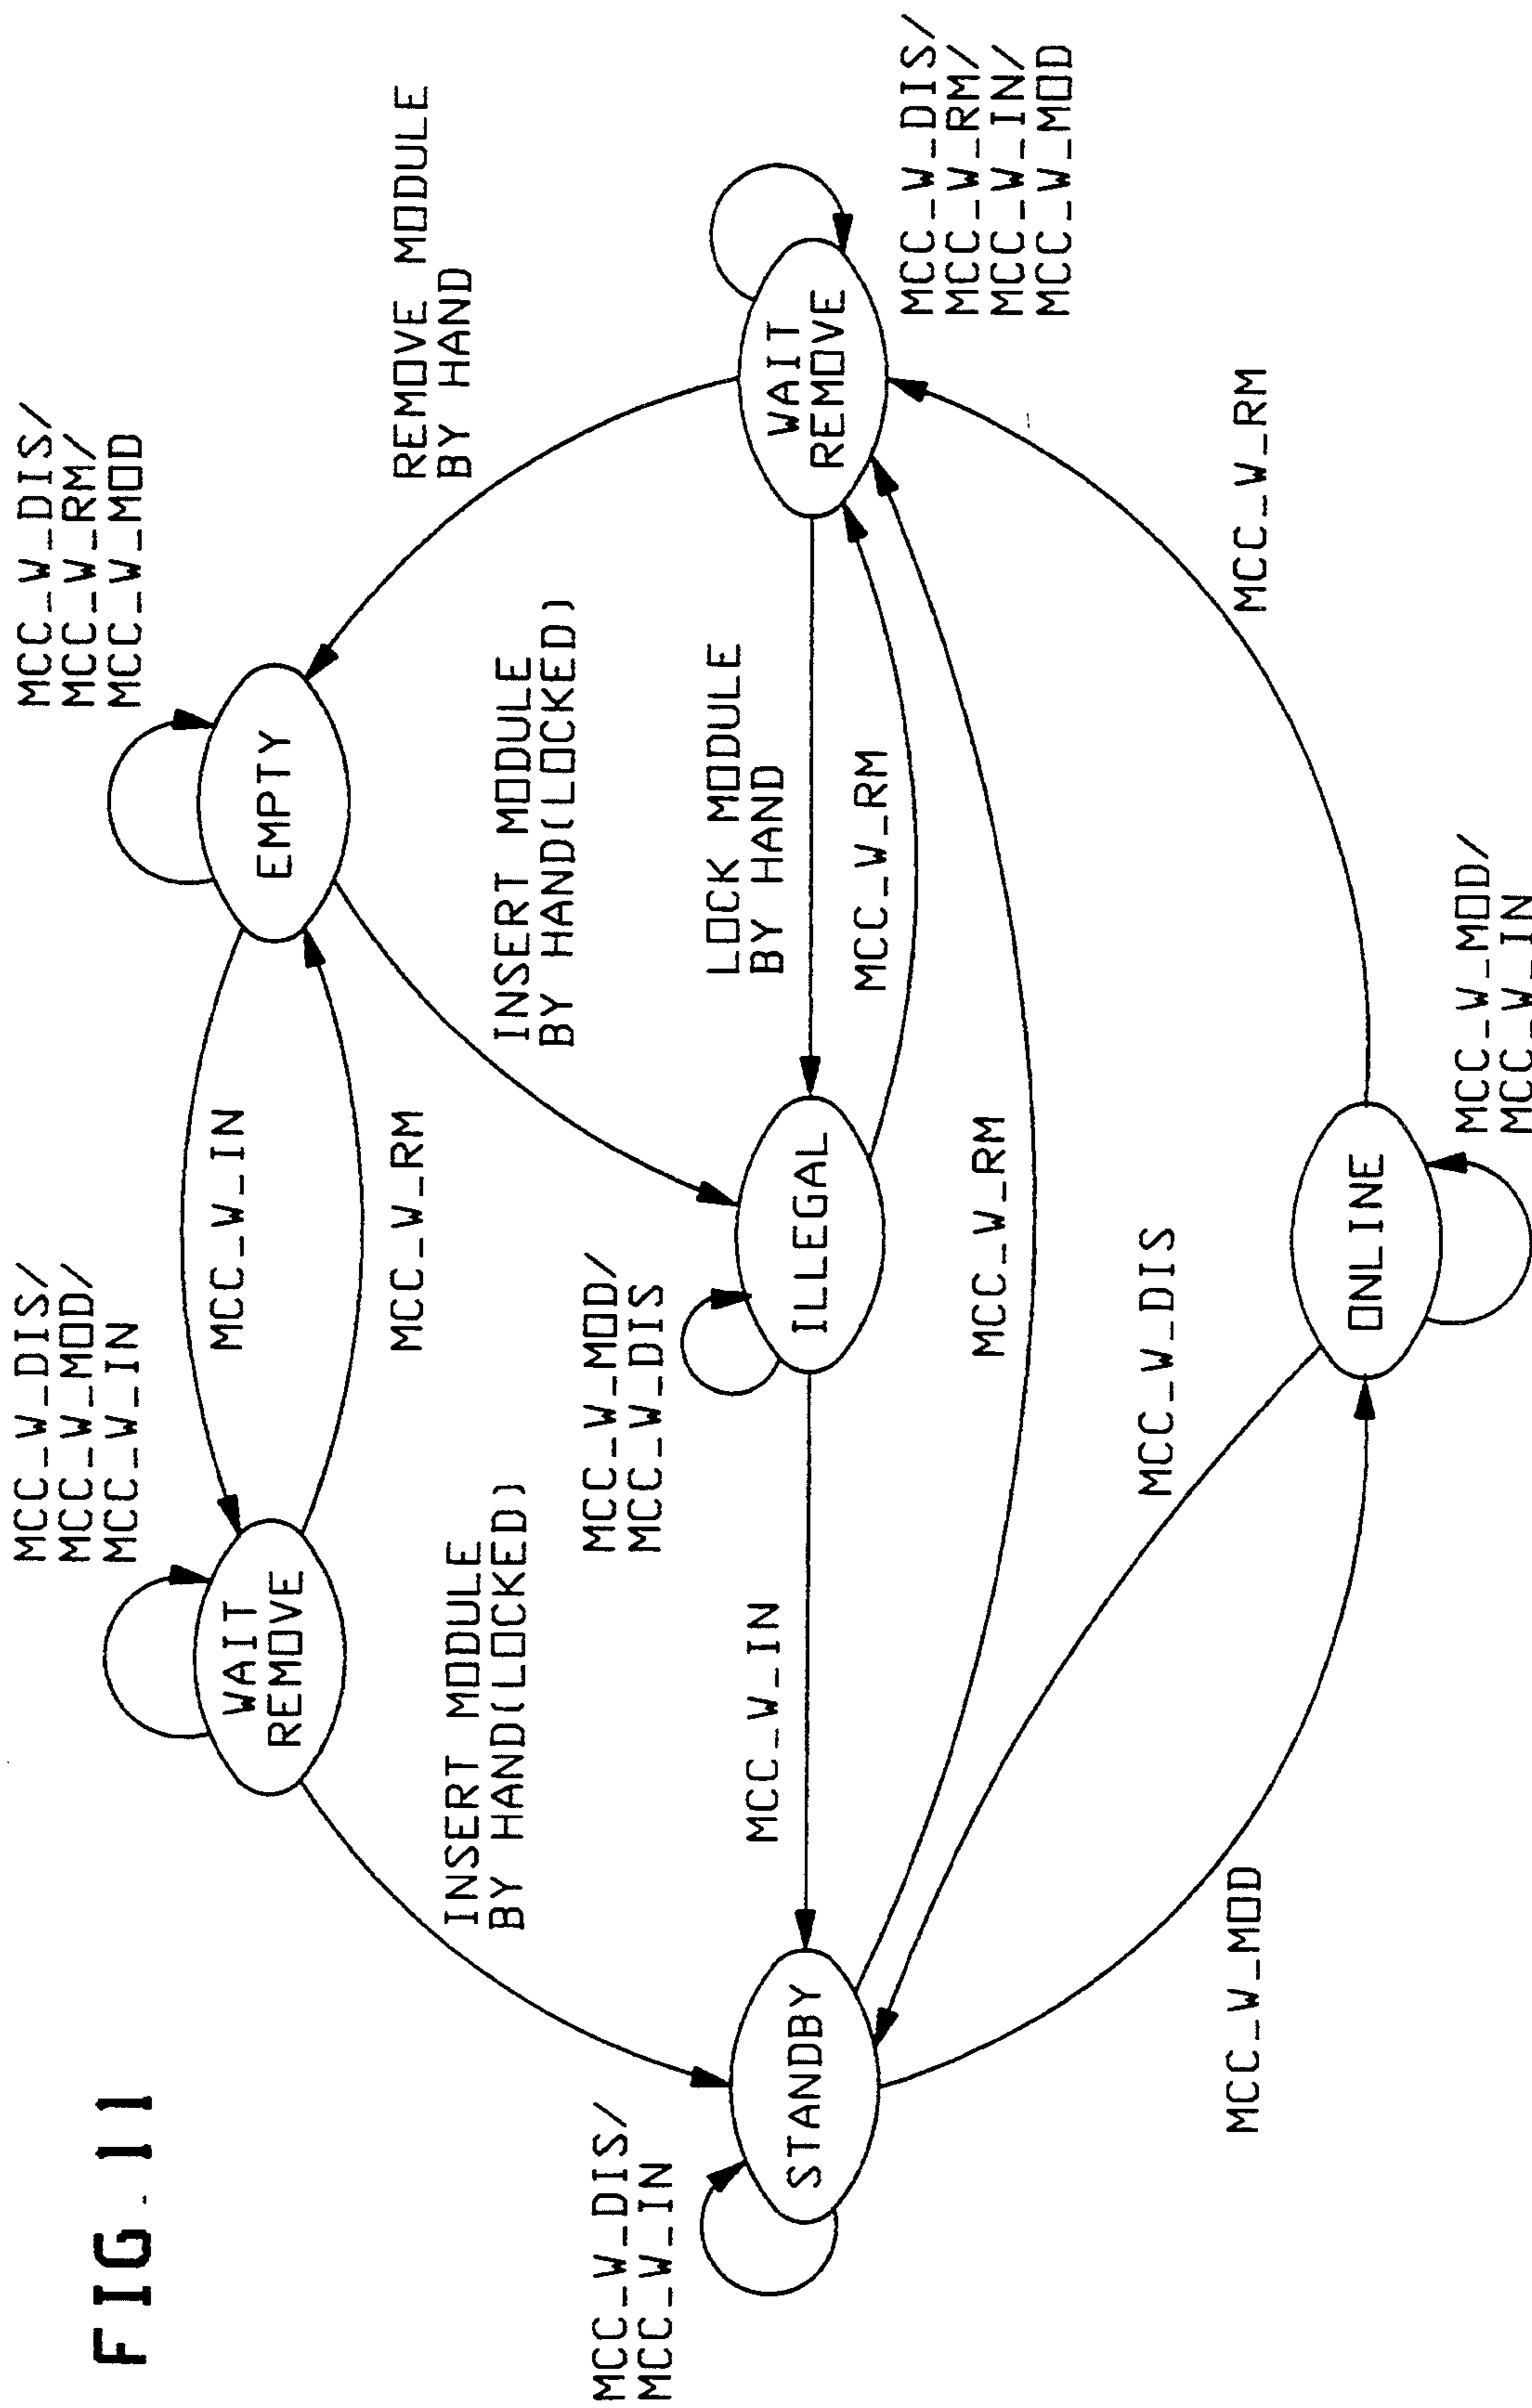 FIG. 11
MCC_W_DIS/
MCC_W_MOD/
MCC_W_IN
MCC_W_DIS/
MCC_W_RM/
MCC_W_MOD
WAIT
REMOVE
MCC_W_IN
EMPTY
MCC_W_RM
REMOVE MODULE
BY HAND
INSERT MODULE
BY HAND(LOCKED)
INSERT MODULE
BY HAND(LOCKED)
MCC_W_DIS/
MCC_W_IN
MCC_W_MOD/
MCC_W_DIS
LOCK MODULE
BY HAND
MCC_W_IN
STANDBY
ILLEGAL
WAIT
REMOVE
MCC_W_RM
MCC_W_DIS/
MCC_W_RM/
MCC_W_IN/
MCC_W_MOD
MCC_W_RM
MCC_W_DIS
MCC_W_MOD
MCC_W_RM
ONLINE
MCC_W_MOD/
MCC_W_IN